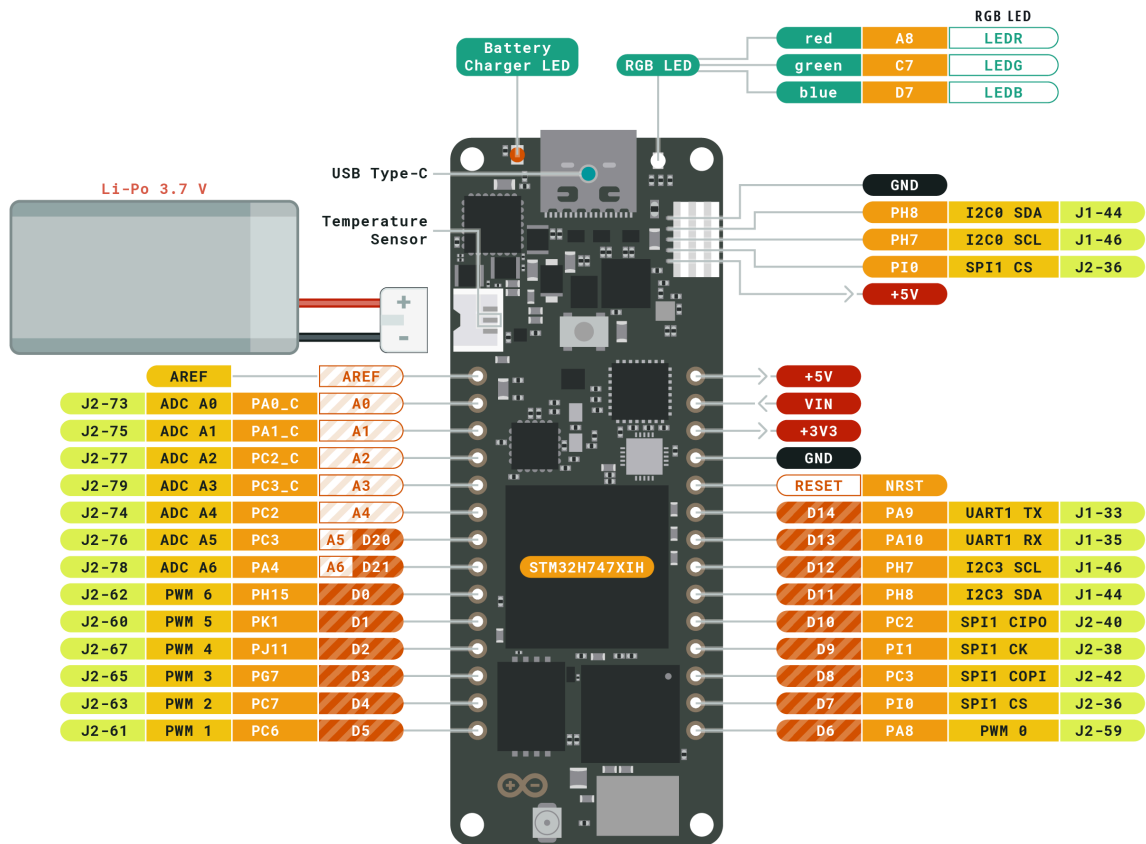 RGB LED
red A8 LEDR
Battery
Charger LED
RGB LED
green C7 LEDG
blue D7 LEDB
USB Type-C
Li-Po 3.7 V
GND
Temperature
Sensor
PH8 I2C0 SDA J1-44
PH7 I2C0 SCL J1-46
PI0 SPI1 CS J2-36
+5V
+
-
AREF AREF
+5V
J2-73 ADC A0 PA0_C A0
VIN
J2-75 ADC A1 PA1_C A1
+3V3
J2-77 ADC A2 PC2_C A2
GND
J2-79 ADC A3 PC3_C A3
RESET NRST
J2-74 ADC A4 PC2 A4
D14 PA9 UART1 TX J1-33
J2-76 ADC A5 PC3 A5 D20
D13 PA10 UART1 RX J1-35
J2-78 ADC A6 PA4 A6 D21
STM32H747XIH
D12 PH7 I2C3 SCL J1-46
J2-62 PWM 6 PH15 D0
D11 PH8 I2C3 SDA J1-44
J2-60 PWM 5 PK1 D1
D10 PC2 SPI1 CIPO J2-40
J2-67 PWM 4 PJ11 D2
D9 PI1 SPI1 CK J2-38
J2-65 PWM 3 PG7 D3
D8 PC3 SPI1 COPI J2-42
J2-63 PWM 2 PC7 D4
D7 PI0 SPI1 CS J2-36
J2-61 PWM 1 PC6 D5
D6 PA8 PWM 0 J2-59